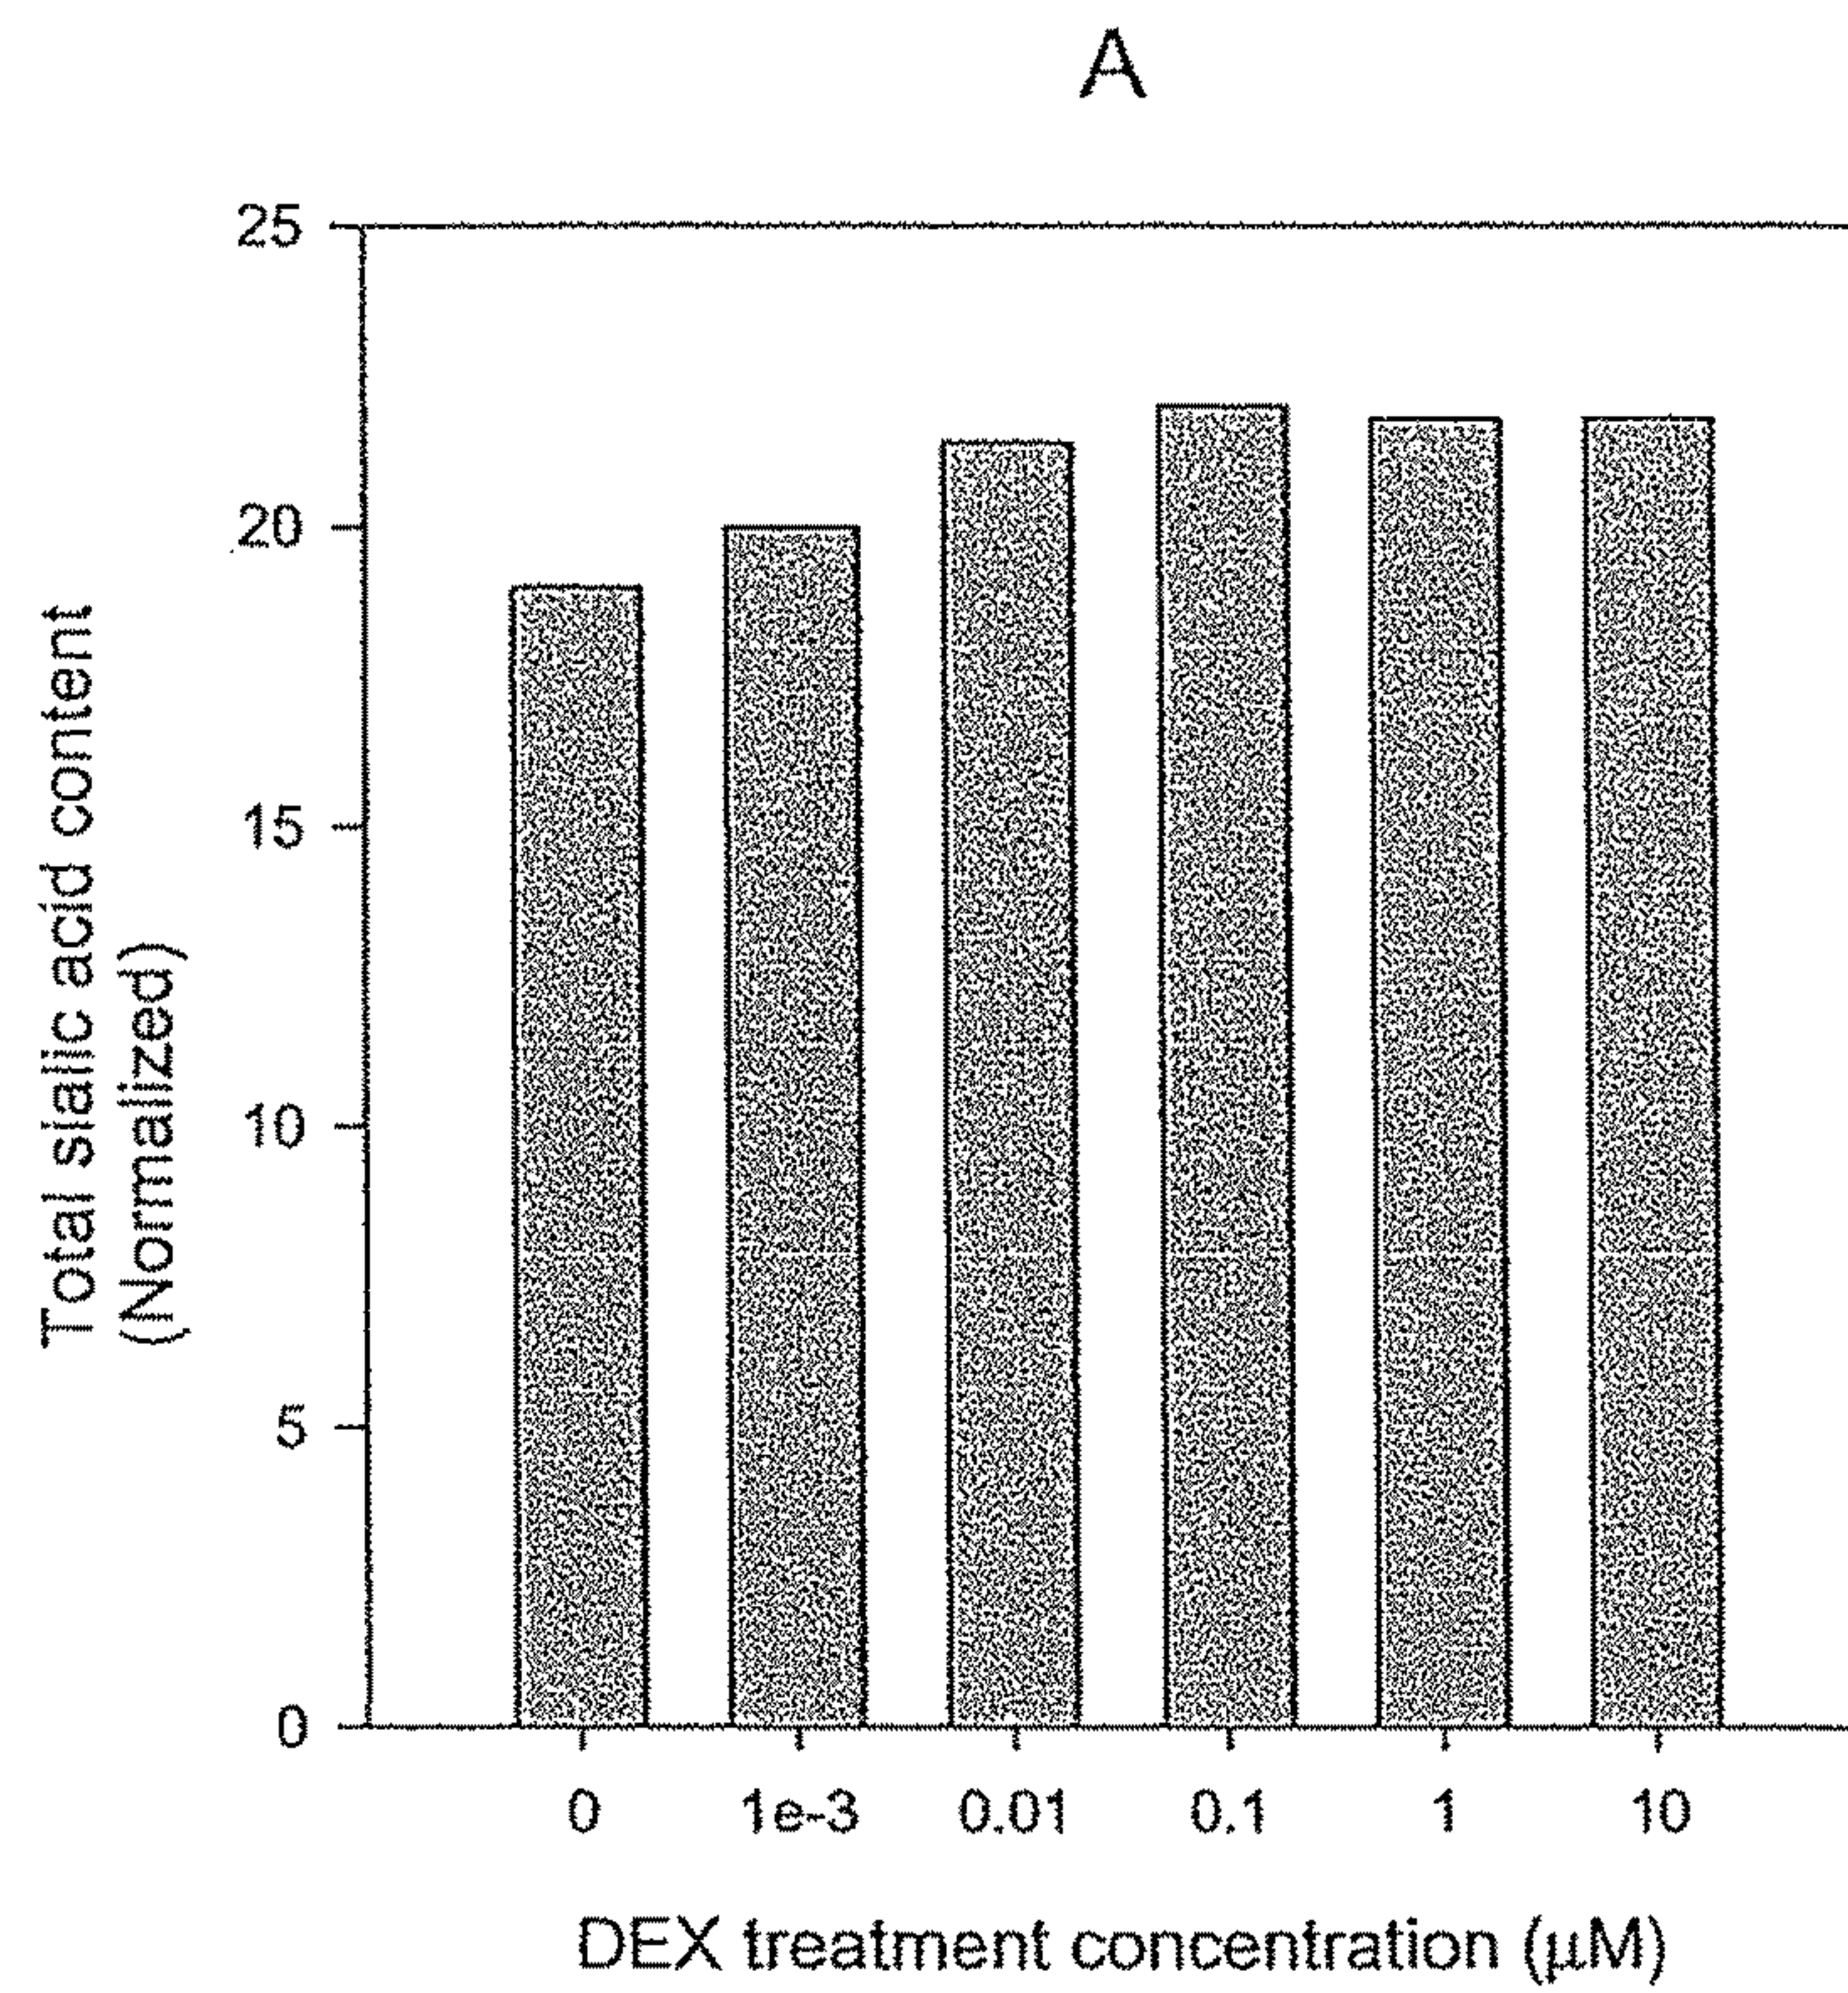 A
25
20
15
10
5
0
Total sialic acid content
(Normalized)
0 1e-3 0.01 0.1 1 10
DEX treatment concentration (µM)